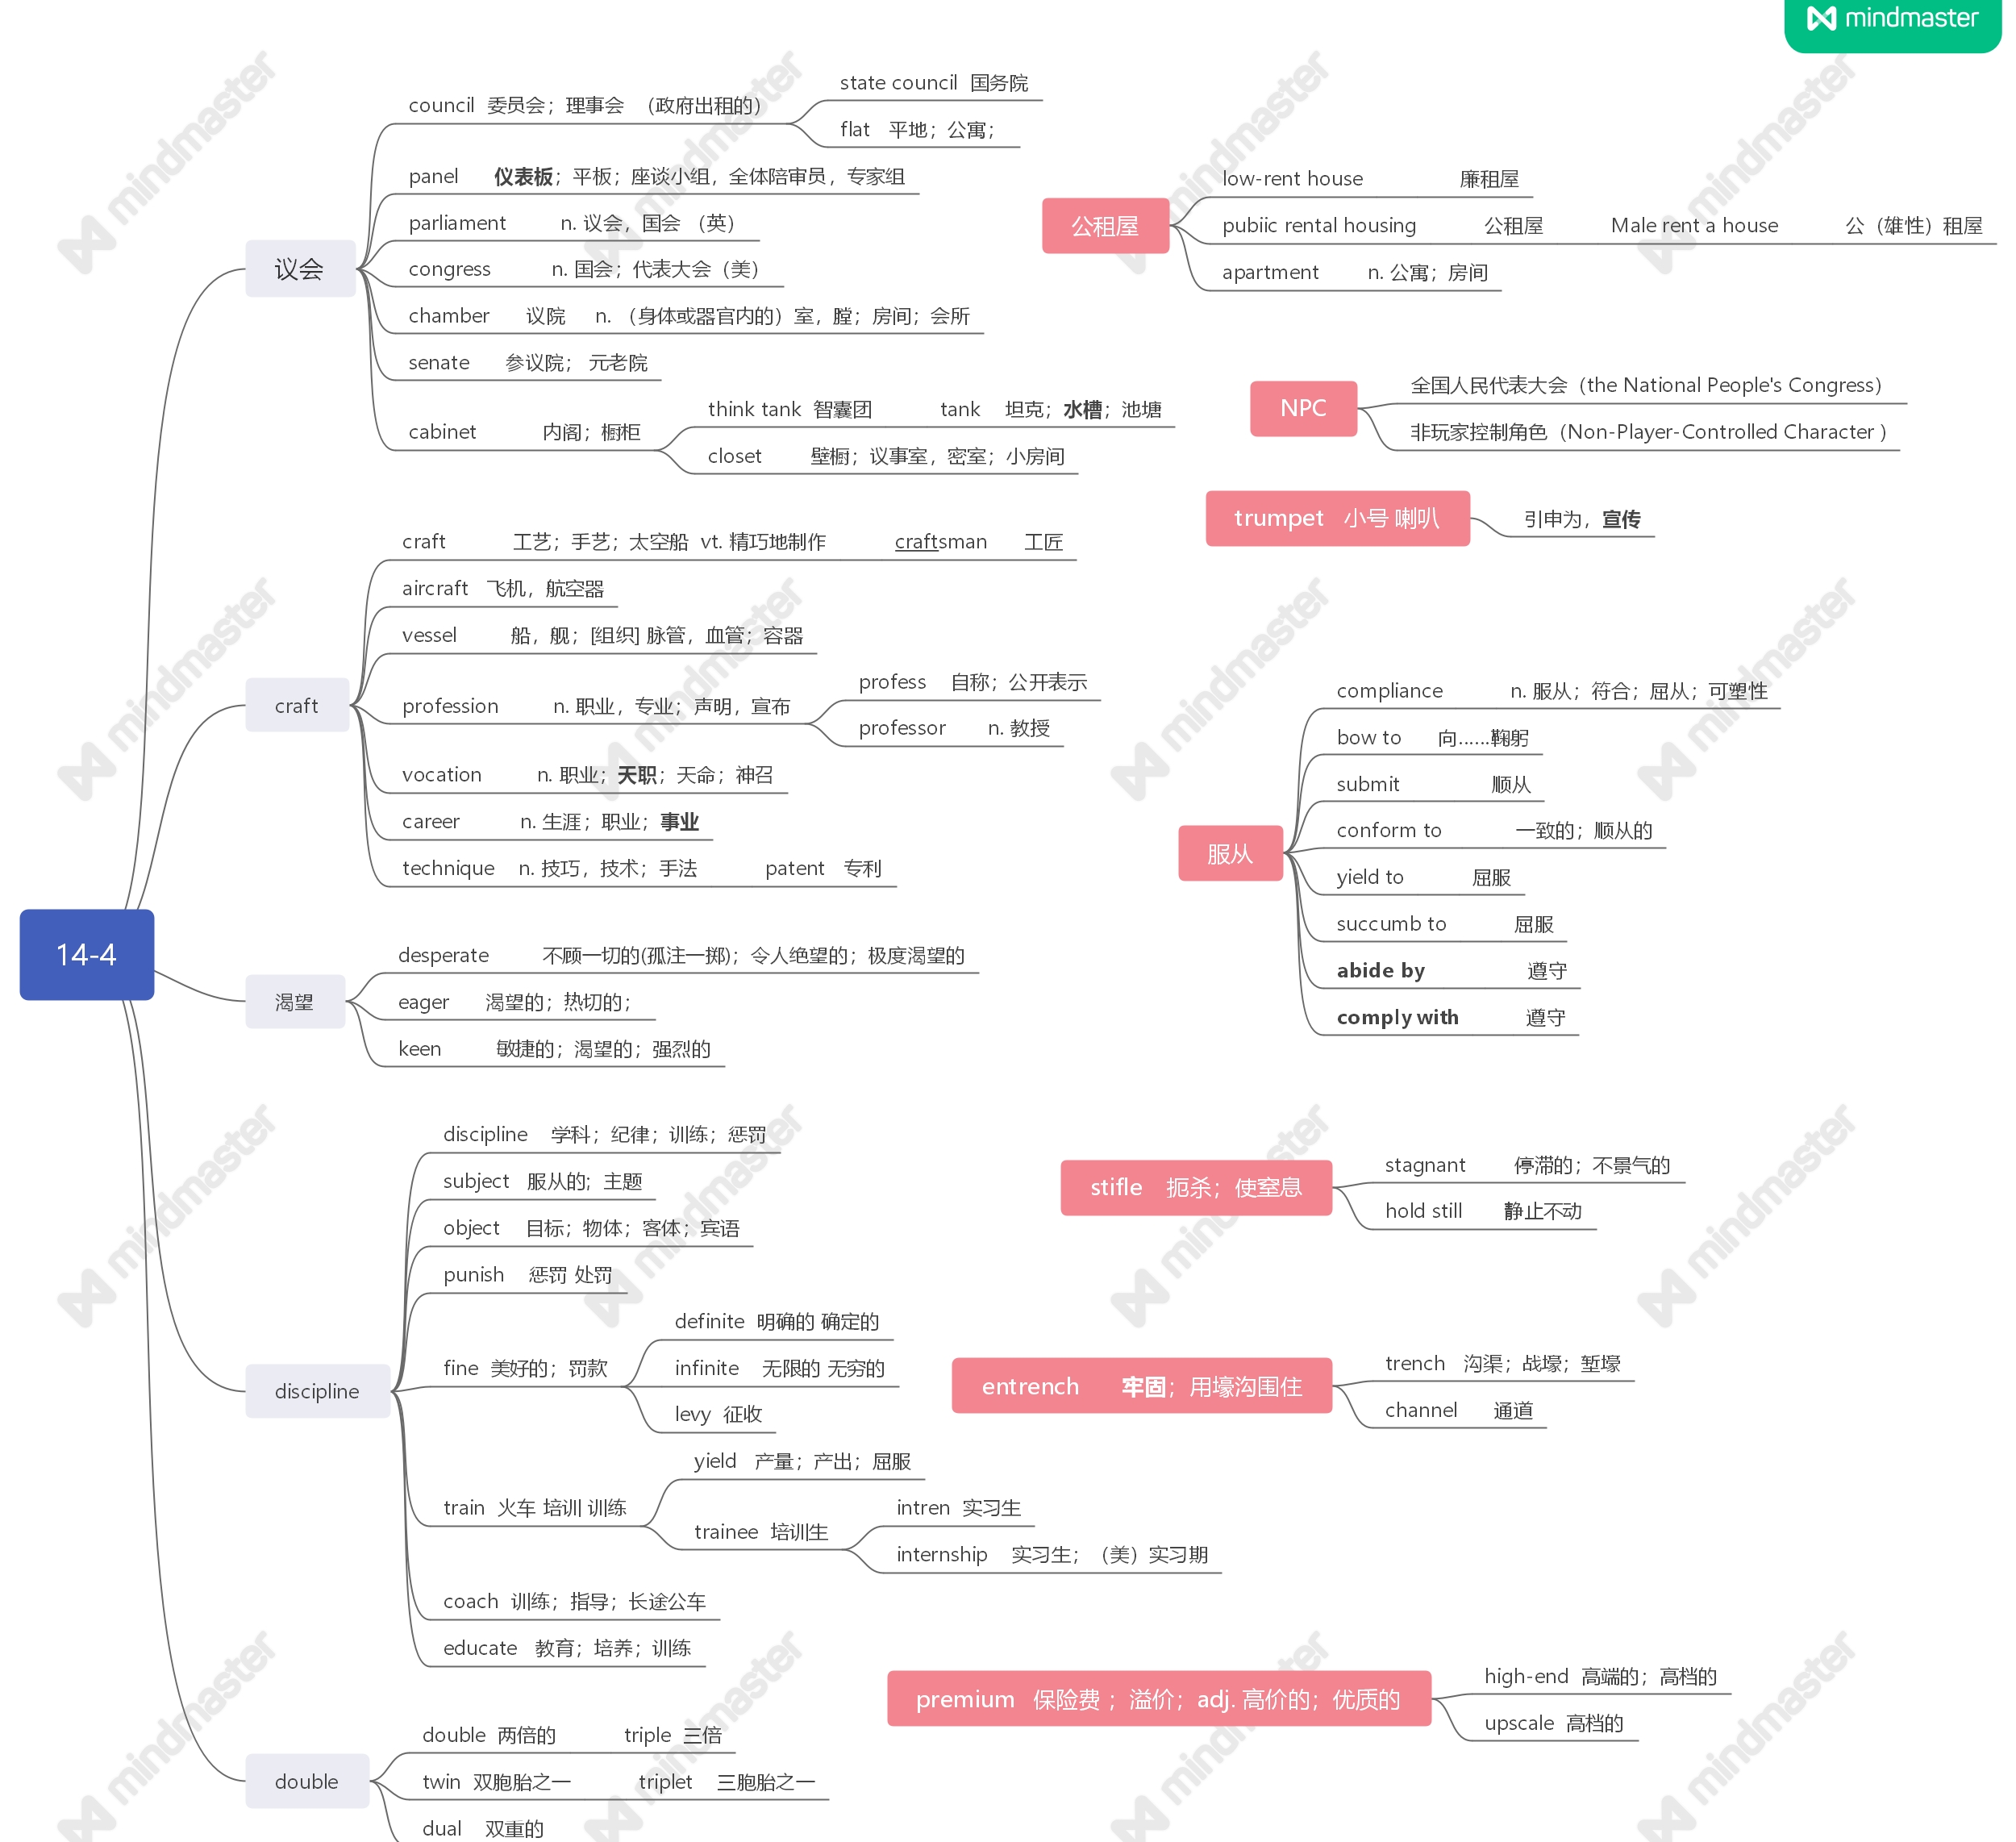 mindmaster
14-4
议会
council 委员会；理事会 （政府出租的）
state council 国务院
flat 平地；公寓；
panel 仪表板；平板；座谈小组，全体陪审员，专家组
parliament n. 议会，国会 （英）
congress n. 国会；代表大会（美）
chamber 议院 n. （身体或器官内的）室，膛；房间；会所
senate 参议院； 元老院
cabinet 内阁；橱柜
think tank 智囊团 tank 坦克；水槽；池塘
closet 壁橱；议事室，密室；小房间
craft
craft 工艺；手艺；太空船 vt. 精巧地制作 craftsman 工匠
aircraft 飞机，航空器
vessel 船，舰；[组织] 脉管，血管；容器
profession n. 职业，专业；声明，宣布
profess 自称；公开表示
professor n. 教授
vocation n. 职业；天职；天命；神召
career n. 生涯；职业；事业
technique n. 技巧，技术；手法 patent 专利
渴望
desperate 不顾一切的(孤注一掷)；令人绝望的；极度渴望的
eager 渴望的；热切的；
keen 敏捷的；渴望的；强烈的
discipline
discipline 学科；纪律；训练；惩罚
subject 服从的；主题
object 目标；物体；客体；宾语
punish 惩罚 处罚
fine 美好的；罚款
definite 明确的 确定的
infinite 无限的 无穷的
levy 征收
train 火车 培训 训练
yield 产量；产出；屈服
trainee 培训生
intren 实习生
internship 实习生；（美）实习期
coach 训练；指导；长途公车
educate 教育；培养；训练
double
double 两倍的 triple 三倍
twin 双胞胎之一 triplet 三胞胎之一
dual 双重的
公租屋
low-rent house 廉租屋
pubiic rental housing 公租屋 Male rent a house 公（雄性）租屋
apartment n. 公寓；房间
NPC
全国人民代表大会（the National People's Congress）
非玩家控制角色（Non-Player-Controlled Character ）
trumpet 小号 喇叭
引申为，宣传
服从
compliance n. 服从；符合；屈从；可塑性
bow to 向……鞠躬
submit 顺从
conform to 一致的；顺从的
yield to 屈服
succumb to 屈服
abide by 遵守
comply with 遵守
stifle 扼杀；使窒息
stagnant 停滞的；不景气的
hold still 静止不动
entrench 牢固；用壕沟围住
trench 沟渠；战壕；堑壕
channel 通道
premium 保险费 ；溢价；adj. 高价的；优质的
high-end 高端的；高档的
upscale 高档的